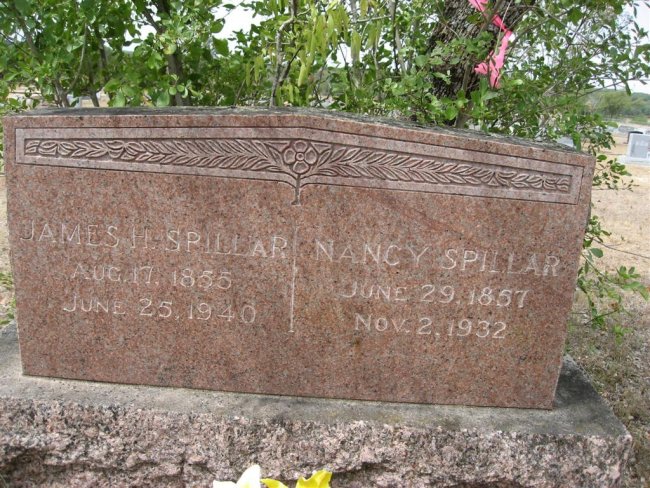 JAMES H. SPILLAR
AUG. 17, 1855
JUNE 25, 1940
NANCY SPILLAR
JUNE 29, 1857
NOV. 2, 1932